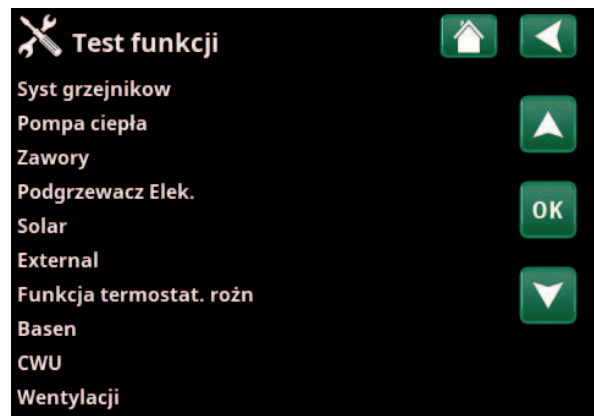 Test funkcji
Syst grzejnikow
Pompa ciepła
Zawory
Podgrzewacz Elek.
OK
Solar
External
Funkcja termostat. rożn
Basen
CWU
Wentylacji